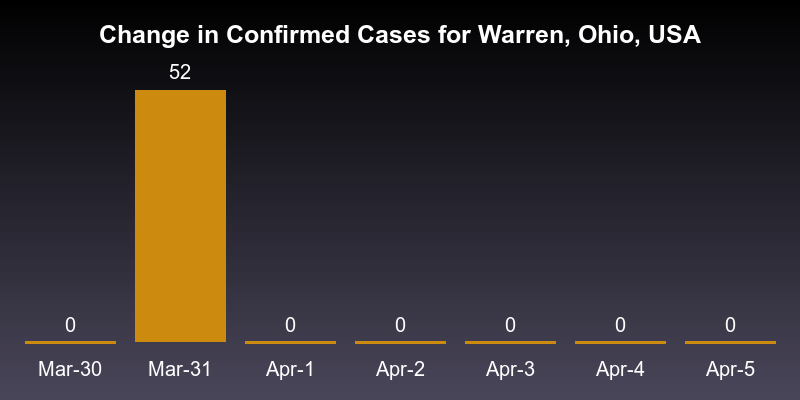 Change in Confirmed Cases for Warren, Ohio, USA
52
0 0 0 0 0 0
Mar-30 Mar-31 Apr-1 Apr-2 Apr-3 Apr-4 Apr-5